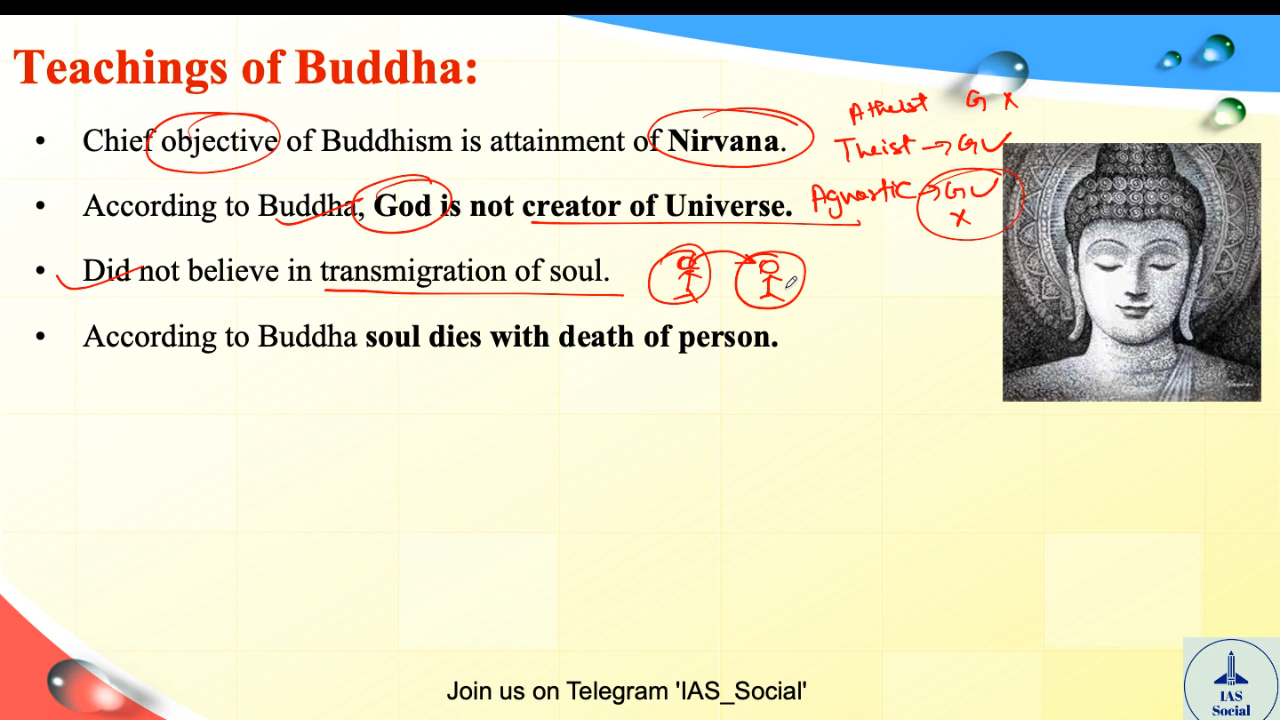 Teachings of Buddha:
Atheist G X
• Chief objective of Buddhism is attainment of Nirvana.
Theist → G ✓
• According to Buddha, God is not creator of Universe.
Agnostic → G ✓
X
• Did not believe in transmigration of soul.
• According to Buddha soul dies with death of person.
Join us on Telegram 'IAS_Social'
IAS
Social